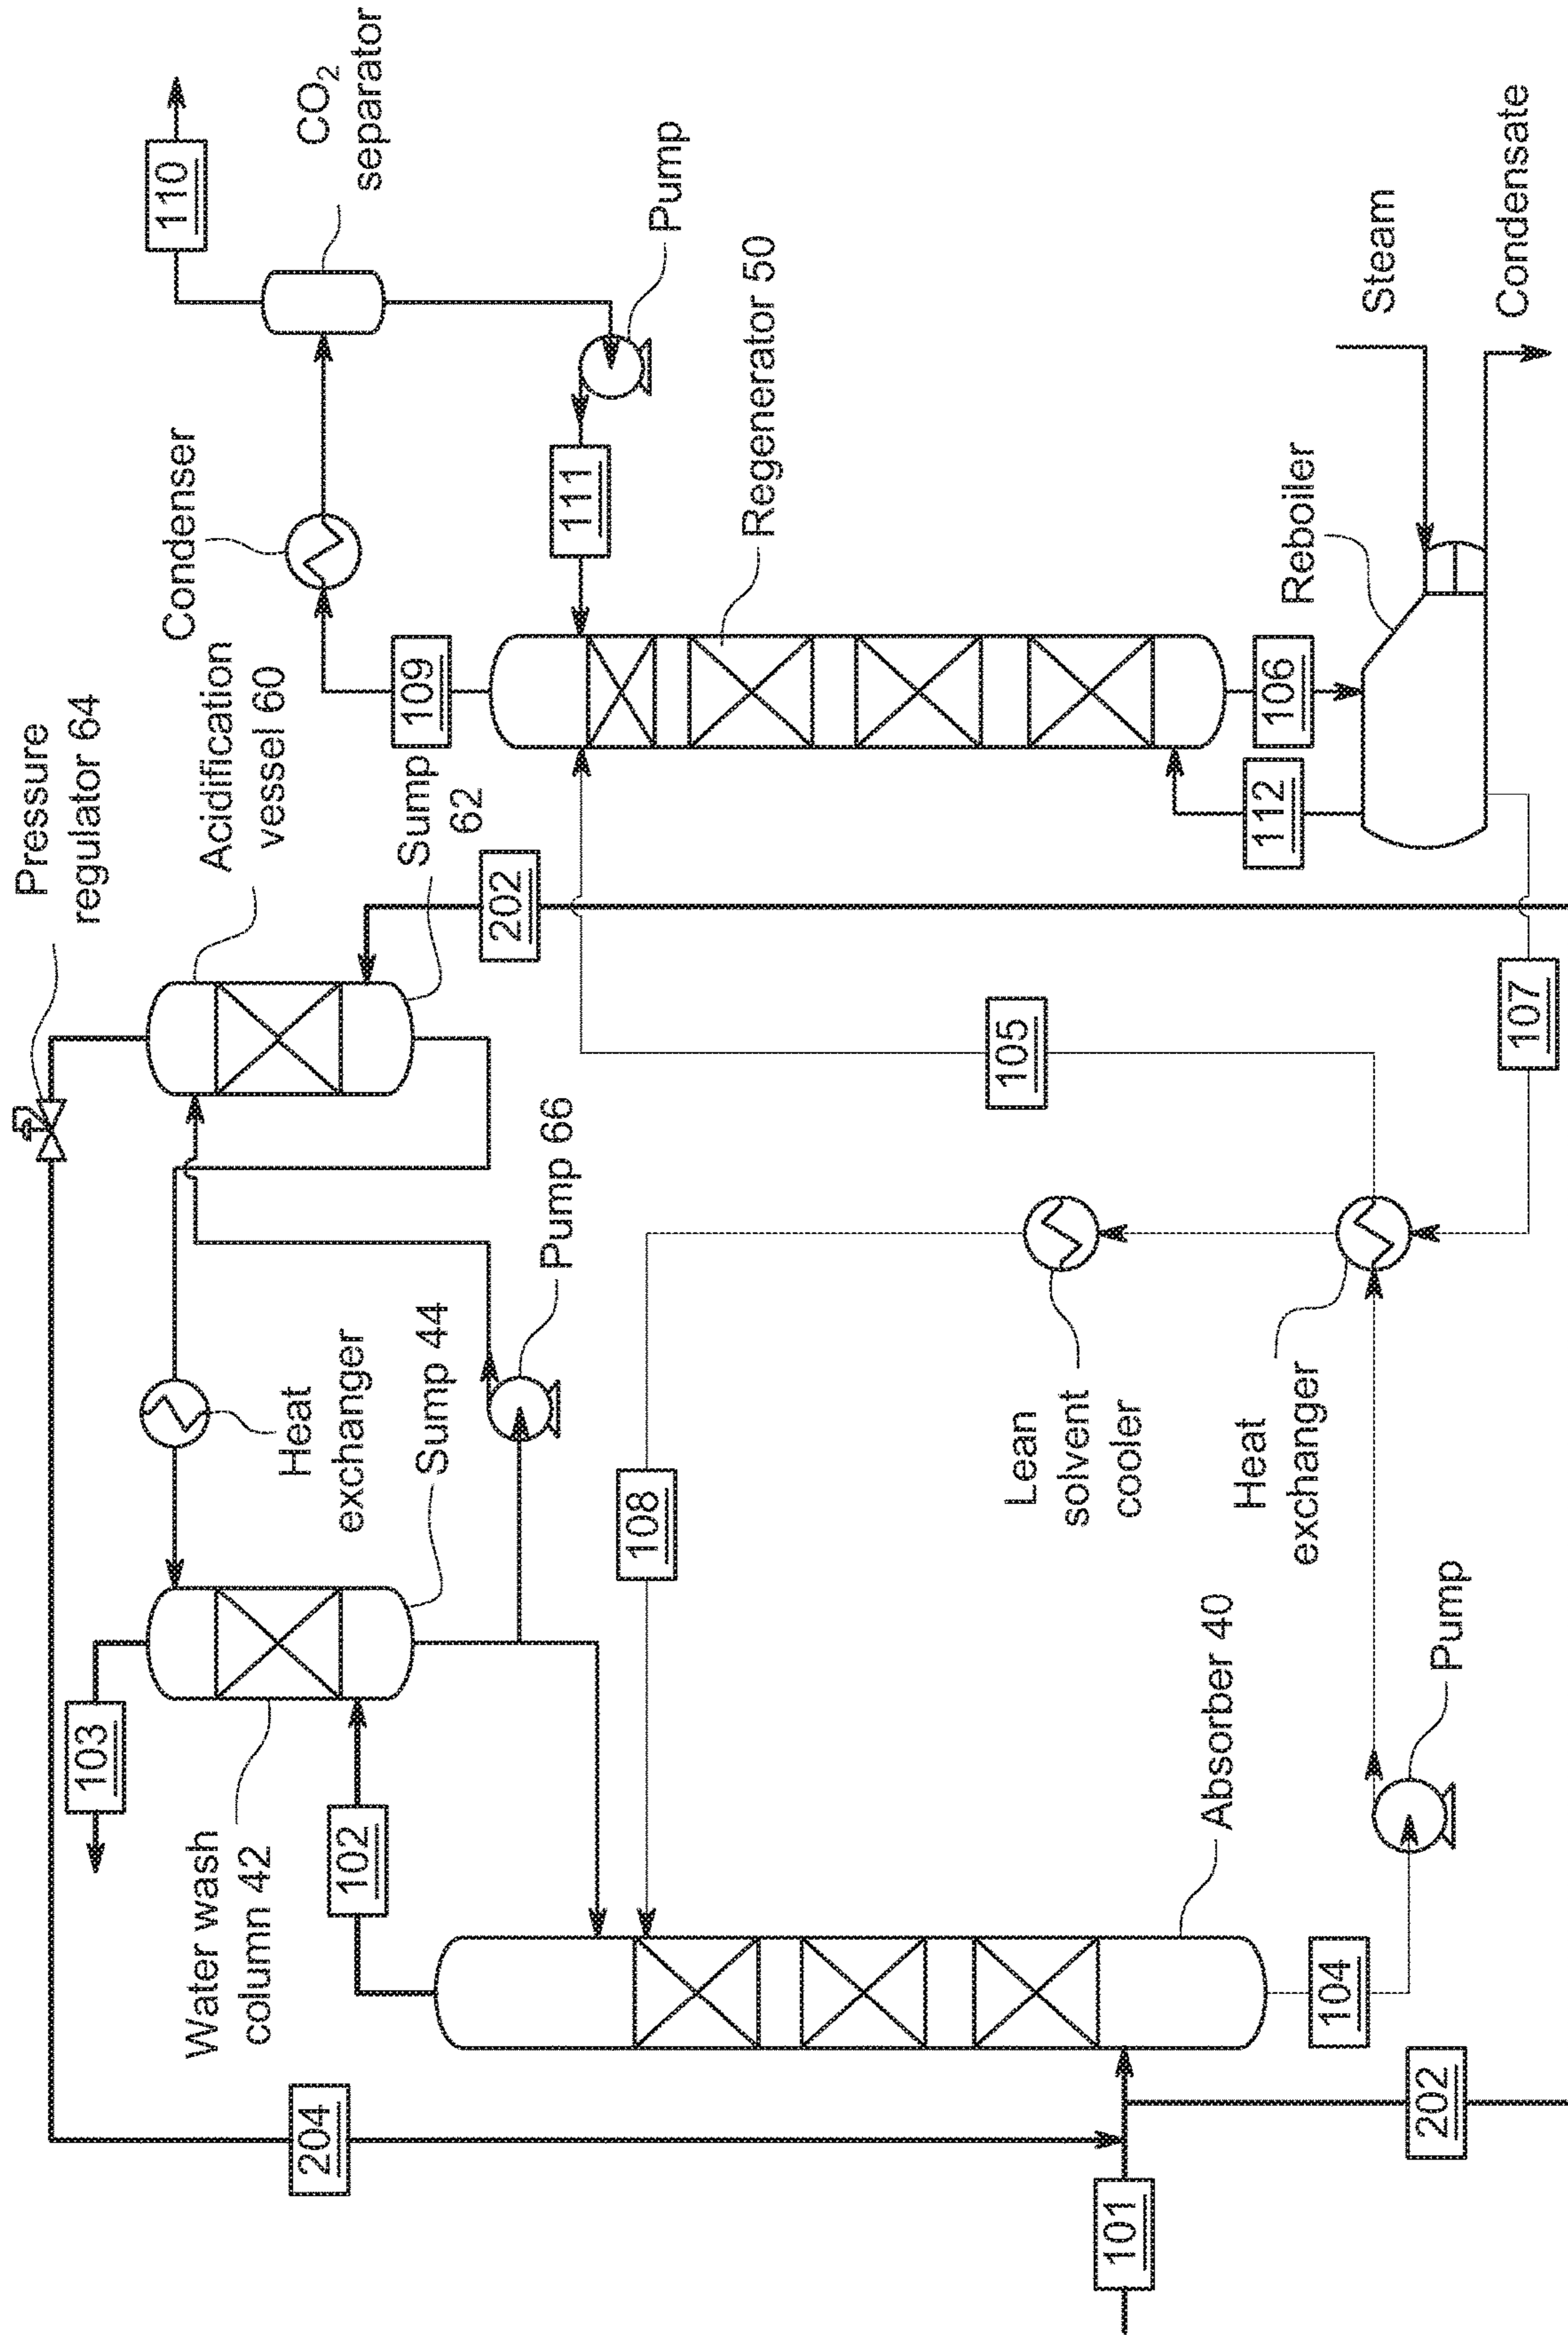 Pressure
regulator 64
Acidification
vessel 60
Condenser
CO2
separator
110
Sump
62
109
111
Pump
202
Regenerator 50
Steam
Condensate
Reboiler
106
112
107
105
Heat
exchanger
Sump 44
Pump 66
Lean
solvent
cooler
Heat
exchanger
108
Pump
103
Water wash
column 42
102
Absorber 40
104
204
101
202